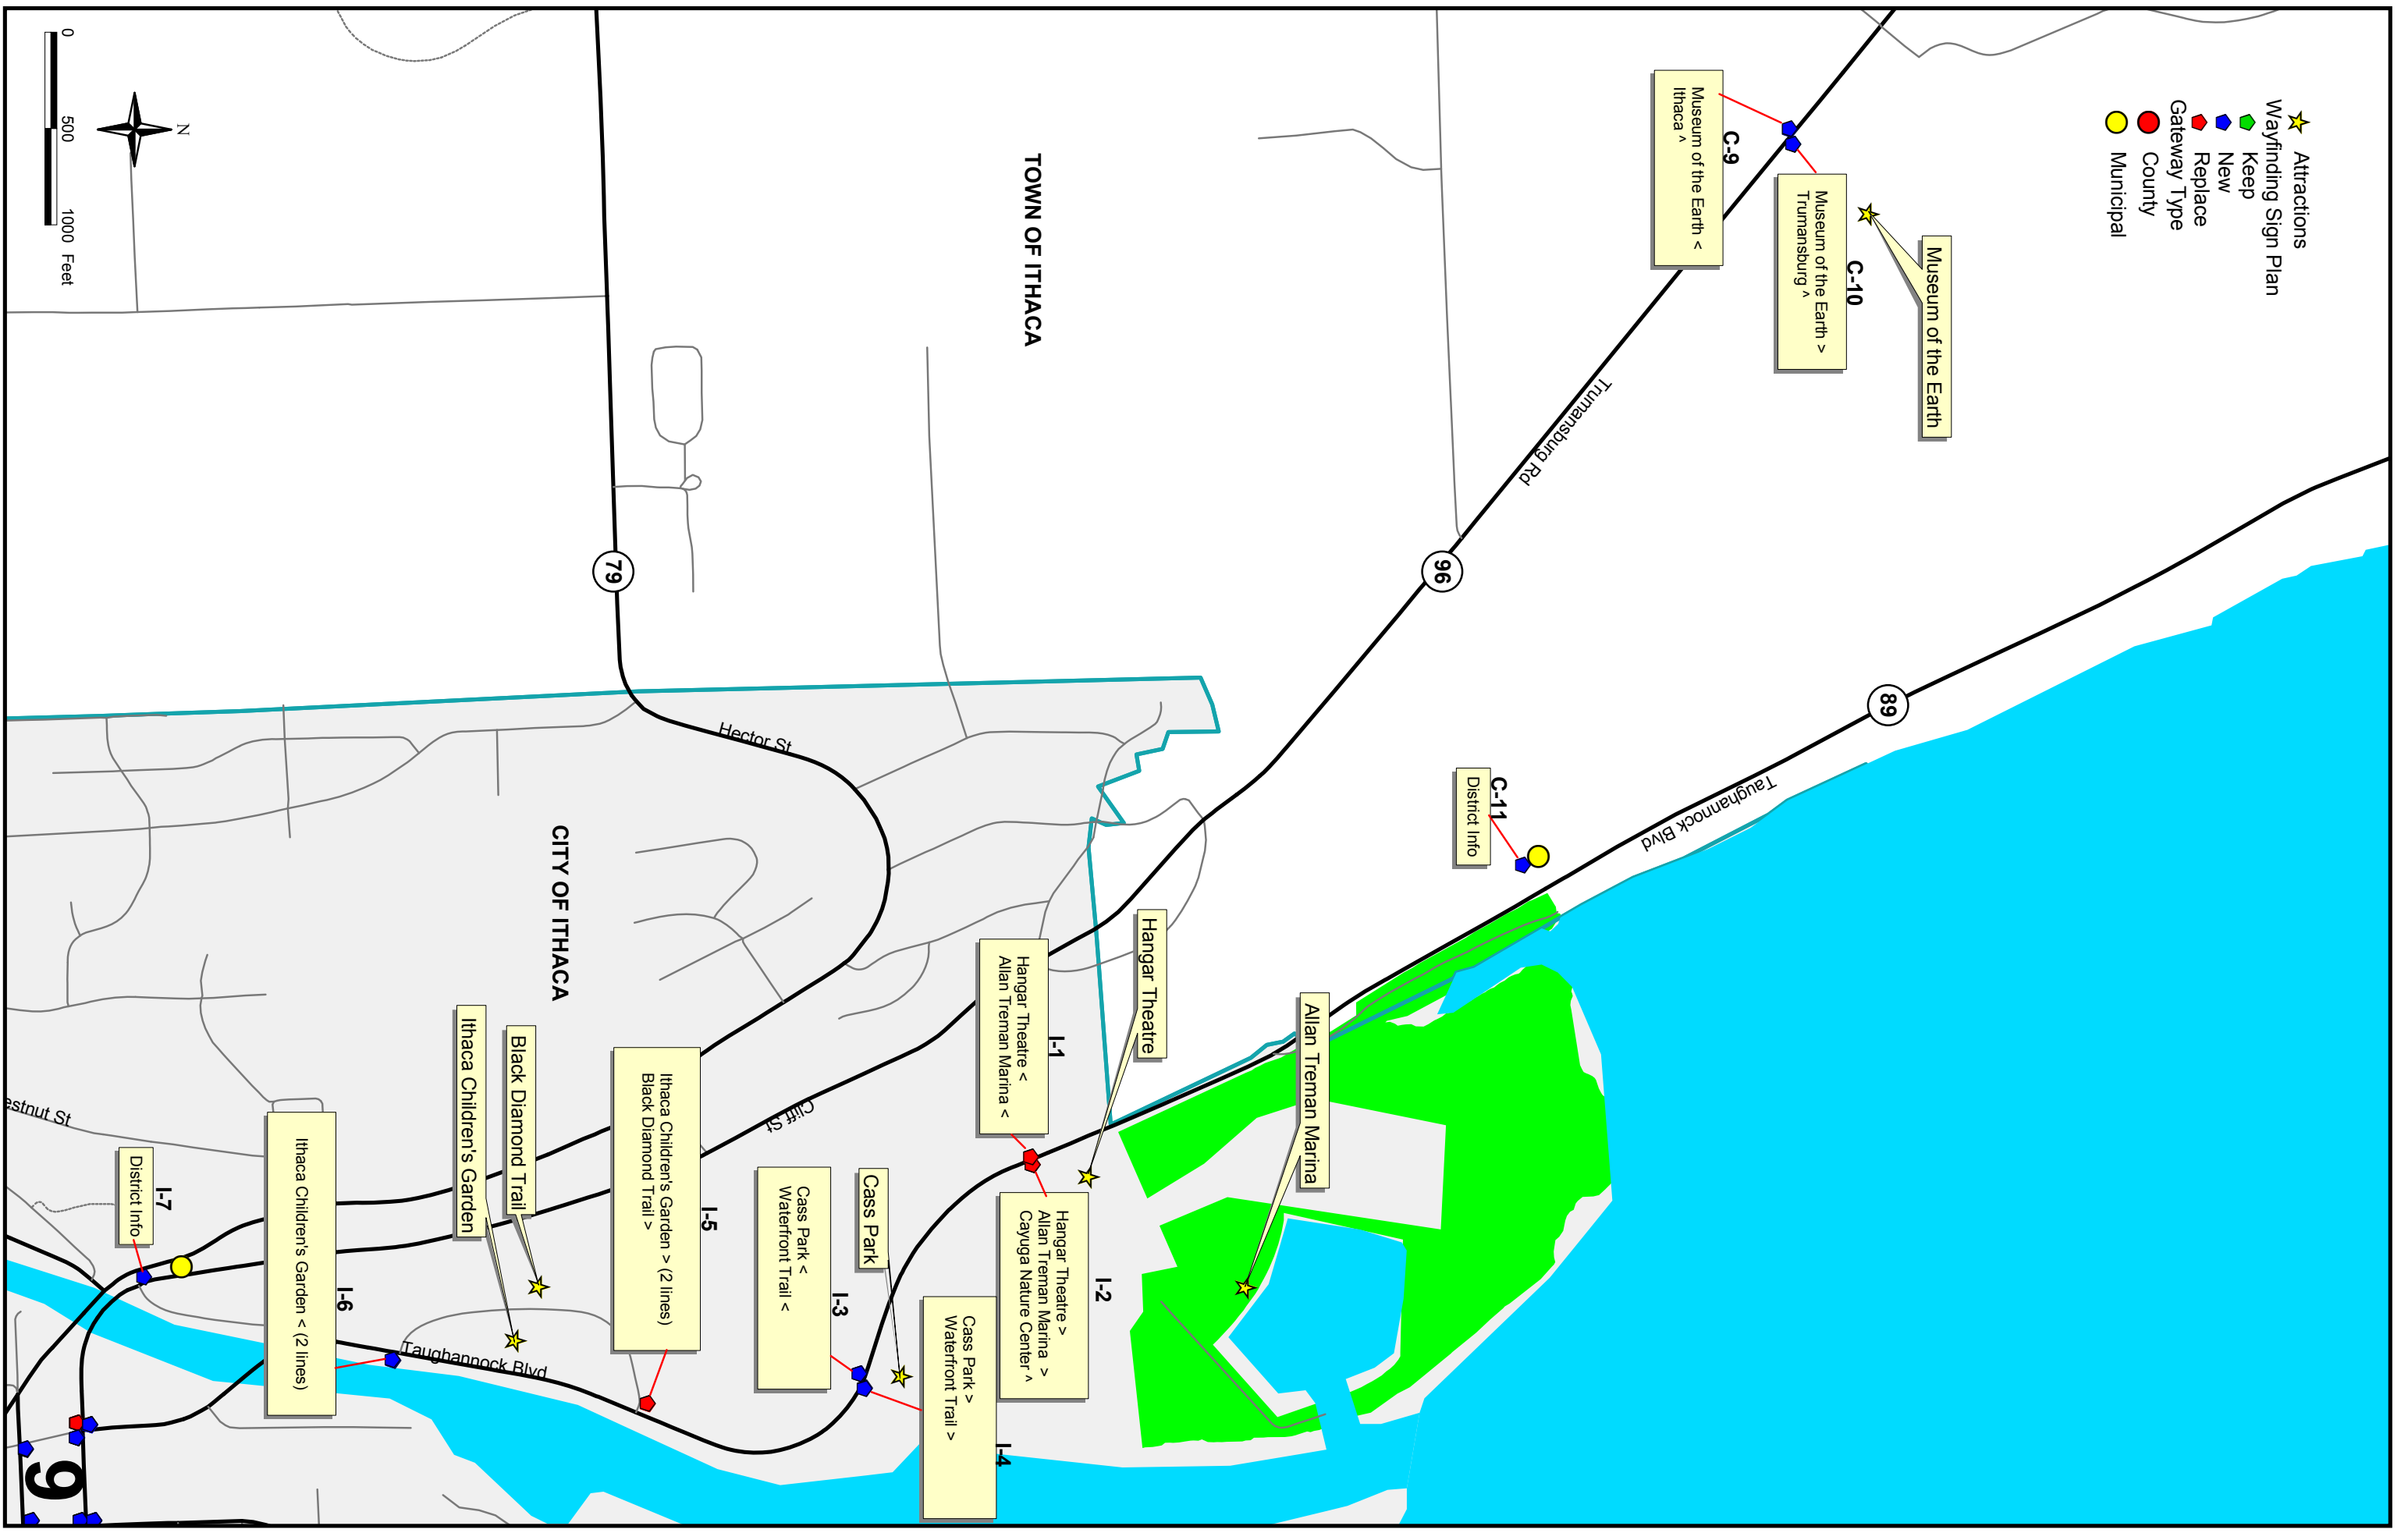 Attractions
Wayfinding Sign Plan
Keep
New
Replace
Gateway Type
County
Municipal
Museum of the Earth
C-10
Museum of the Earth >
Trumansburg ^
C-9
Museum of the Earth <
Ithaca ^
Trumansburg Rd
96
89
Taughannock Blvd
C-11
District Info
TOWN OF ITHACA
79
Hector St
CITY OF ITHACA
Cliff St
Allan Treman Marina
Hangar Theatre
I-1
Hangar Theatre <
Allan Treman Marina <
I-2
Hangar Theatre >
Allan Treman Marina >
Cayuga Nature Center ^
I-4
Cass Park >
Waterfront Trail >
Cass Park
I-3
Cass Park <
Waterfront Trail <
I-5
Ithaca Children's Garden > (2 lines)
Black Diamond Trail >
Black Diamond Trail
Ithaca Children's Garden
Taughannock Blvd
I-6
Ithaca Children's Garden < (2 lines)
I-7
District Info
estnut St
N
0 500 1000 Feet
9